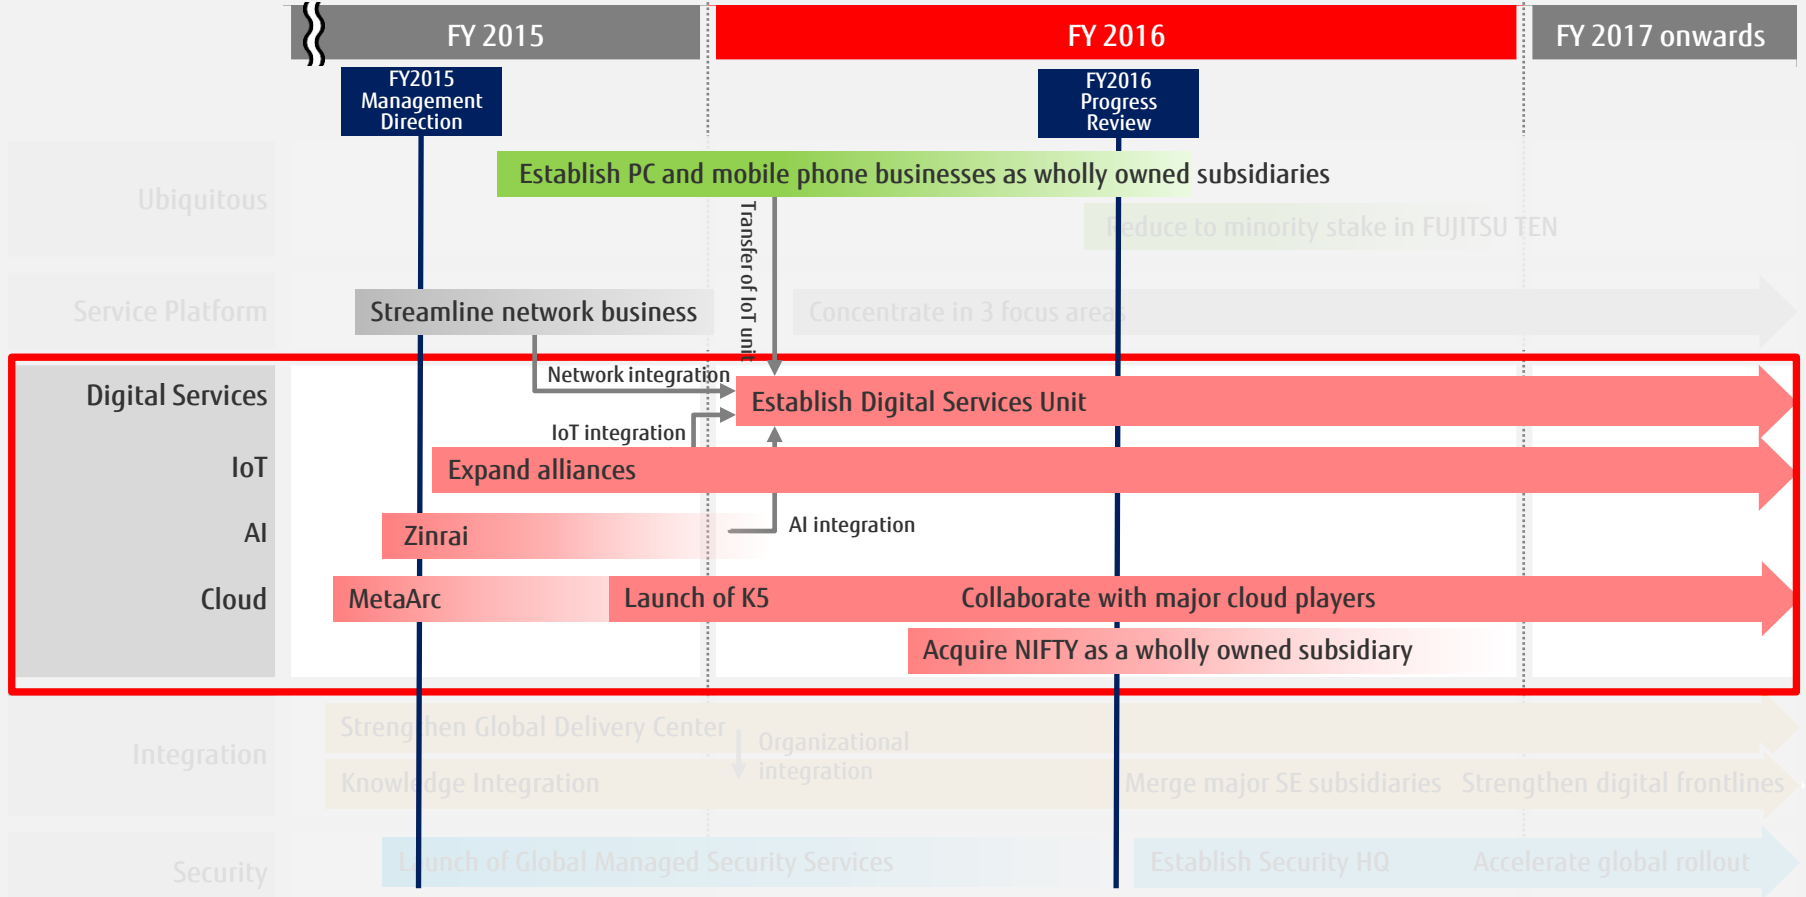 FY 2015
FY 2016
FY 2017 onwards
FY2015
Management
Direction
FY2016
Progress
Review
Ubiquitous
Establish PC and mobile phone businesses as wholly owned subsidiaries
Reduce to minority stake in FUJITSU TEN
Transfer of IoT unit
Service Platform
Streamline network business
Concentrate in 3 focus areas
Digital Services
Network integration
Establish Digital Services Unit
IoT integration
IoT
Expand alliances
AI
Zinrai
AI integration
Cloud
MetaArc
Launch of K5
Collaborate with major cloud players
Acquire NIFTY as a wholly owned subsidiary
Integration
Strengthen Global Delivery Center
Organizational
integration
Knowledge Integration
Merge major SE subsidiaries
Strengthen digital frontlines
Security
Launch of Global Managed Security Services
Establish Security HQ
Accelerate global rollout